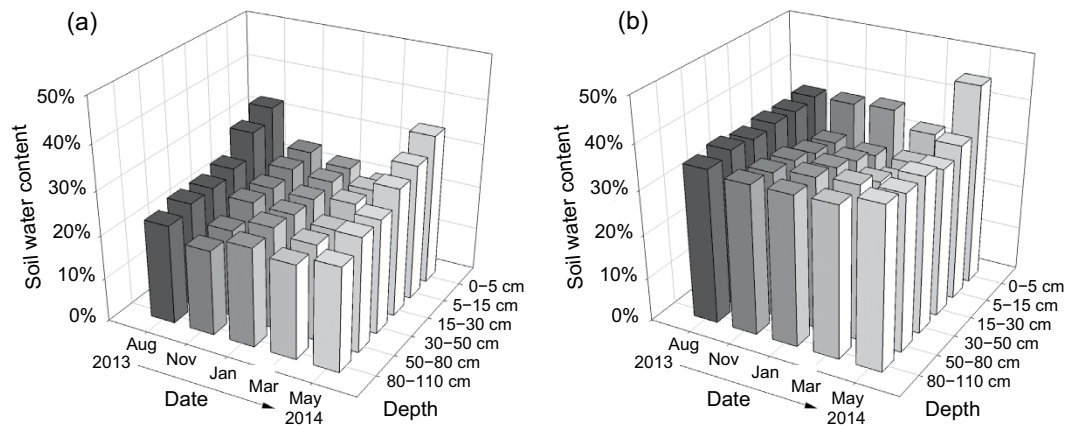 (a)
50%
40%
30%
20%
10%
0%
Soil water content
Aug
Nov
Jan
Mar
May
2013
2014
Date
0−5 cm
5−15 cm
15−30 cm
30−50 cm
50−80 cm
80−110 cm
Depth
(b)
50%
40%
30%
20%
10%
0%
Soil water content
Aug
Nov
Jan
Mar
May
2013
2014
Date
0−5 cm
5−15 cm
15−30 cm
30−50 cm
50−80 cm
80−110 cm
Depth